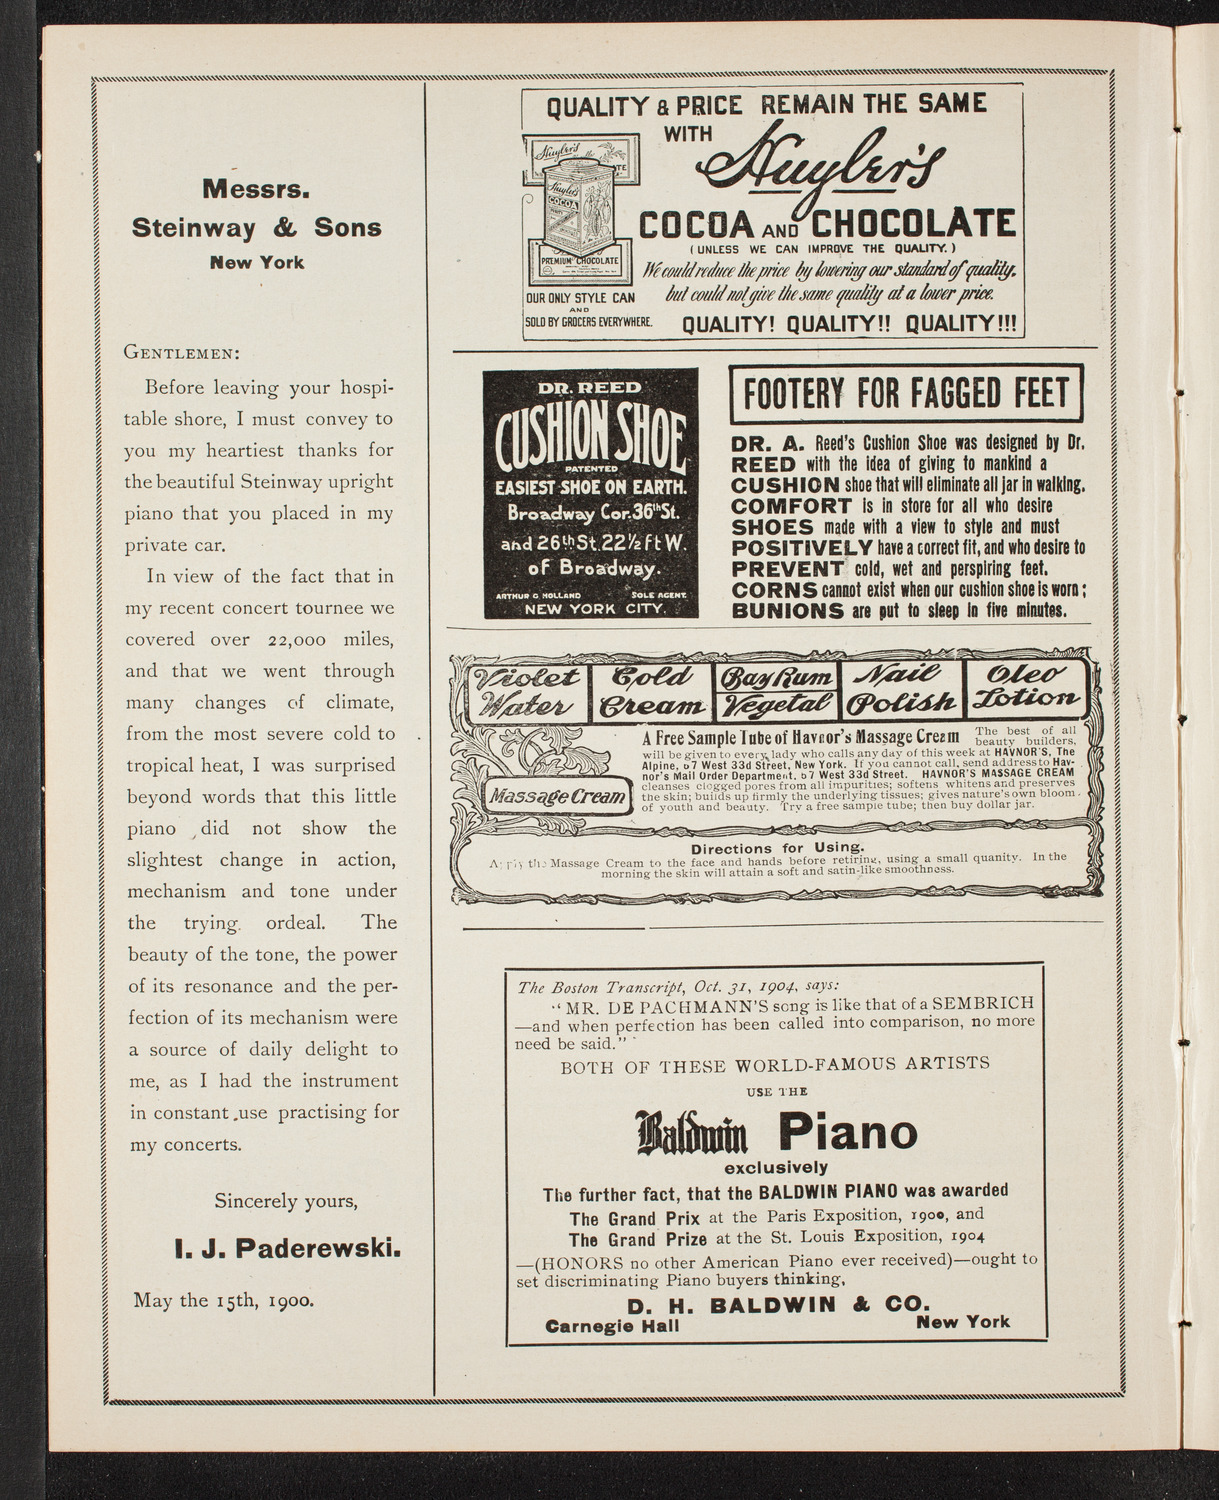 Messrs.
Steinway & Sons
New York
GENTLEMEN:
Before leaving your hospi-
table shore, I must convey to
you my heartiest thanks for
the beautiful Steinway upright
piano that you placed in my
private car.
In view of the fact that in
my recent concert tournee we
covered over 22,000 miles,
and that we went through
many changes of climate,
from the most severe cold to
tropical heat, I was surprised
beyond words that this little
piano did not show the
slightest change in action,
mechanism and tone under
the trying ordeal. The
beauty of the tone, the power
of its resonance and the per-
fection of its mechanism were
a source of daily delight to
me, as I had the instrument
in constant use practising for
my concerts.
Sincerely yours,
I. J. Paderewski.
May the 15th, 1900.
QUALITY & PRICE REMAIN THE SAME
WITH Huyler's
COCOA AND CHOCOLATE
(UNLESS WE CAN IMPROVE THE QUALITY.)
We could reduce the price by lowering our standard of quality,
but could not give the same quality at a lower price.
QUALITY! QUALITY!! QUALITY!!!
Huyler's
Huyler's
COCOA
PREMIUM CHOCOLATE
OUR ONLY STYLE CAN
AND
SOLD BY GROCERS EVERYWHERE.
DR. REED
CUSHION SHOE
PATENTED
EASIEST SHOE ON EARTH.
Broadway Cor. 36th St.
and 26th St. 22½ ft W.
of Broadway.
ARTHUR G HOLLAND SOLE AGENT.
NEW YORK CITY.
FOOTERY FOR FAGGED FEET
DR. A. Reed's Cushion Shoe was designed by Dr.
REED with the idea of giving to mankind a
CUSHION shoe that will eliminate all jar in walking.
COMFORT is in store for all who desire
SHOES made with a view to style and must
POSITIVELY have a correct fit, and who desire to
PREVENT cold, wet and perspiring feet.
CORNS cannot exist when our cushion shoe is worn;
BUNIONS are put to sleep in five minutes.
Violet Water
Cold Cream
Bay Rum Vegetal
Nail Polish
Oleo Lotion
Massage Cream
A Free Sample Tube of Havnor's Massage Cream The best of all
beauty builders,
will be given to every lady who calls any day of this week at HAVNOR'S, The
Alpine, 57 West 33d Street, New York. If you cannot call, send address to Hav-
nor's Mail Order Department, 57 West 33d Street. HAVNOR'S MASSAGE CREAM
cleanses clogged pores from all impurities; softens whitens and preserves
the skin; builds up firmly the underlying tissues; gives nature's own bloom
of youth and beauty. Try a free sample tube; then buy dollar jar.
Directions for Using.
Apply the Massage Cream to the face and hands before retiring, using a small quanity. In the
morning the skin will attain a soft and satin-like smoothness.
The Boston Transcript, Oct. 31, 1904, says:
"MR. DE PACHMANN'S song is like that of a SEMBRICH
—and when perfection has been called into comparison, no more
need be said."
BOTH OF THESE WORLD-FAMOUS ARTISTS
USE THE
Baldwin Piano
exclusively
The further fact, that the BALDWIN PIANO was awarded
The Grand Prix at the Paris Exposition, 1900, and
The Grand Prize at the St. Louis Exposition, 1904
—(HONORS no other American Piano ever received)—ought to
set discriminating Piano buyers thinking,
D. H. BALDWIN & CO.
Carnegie Hall New York